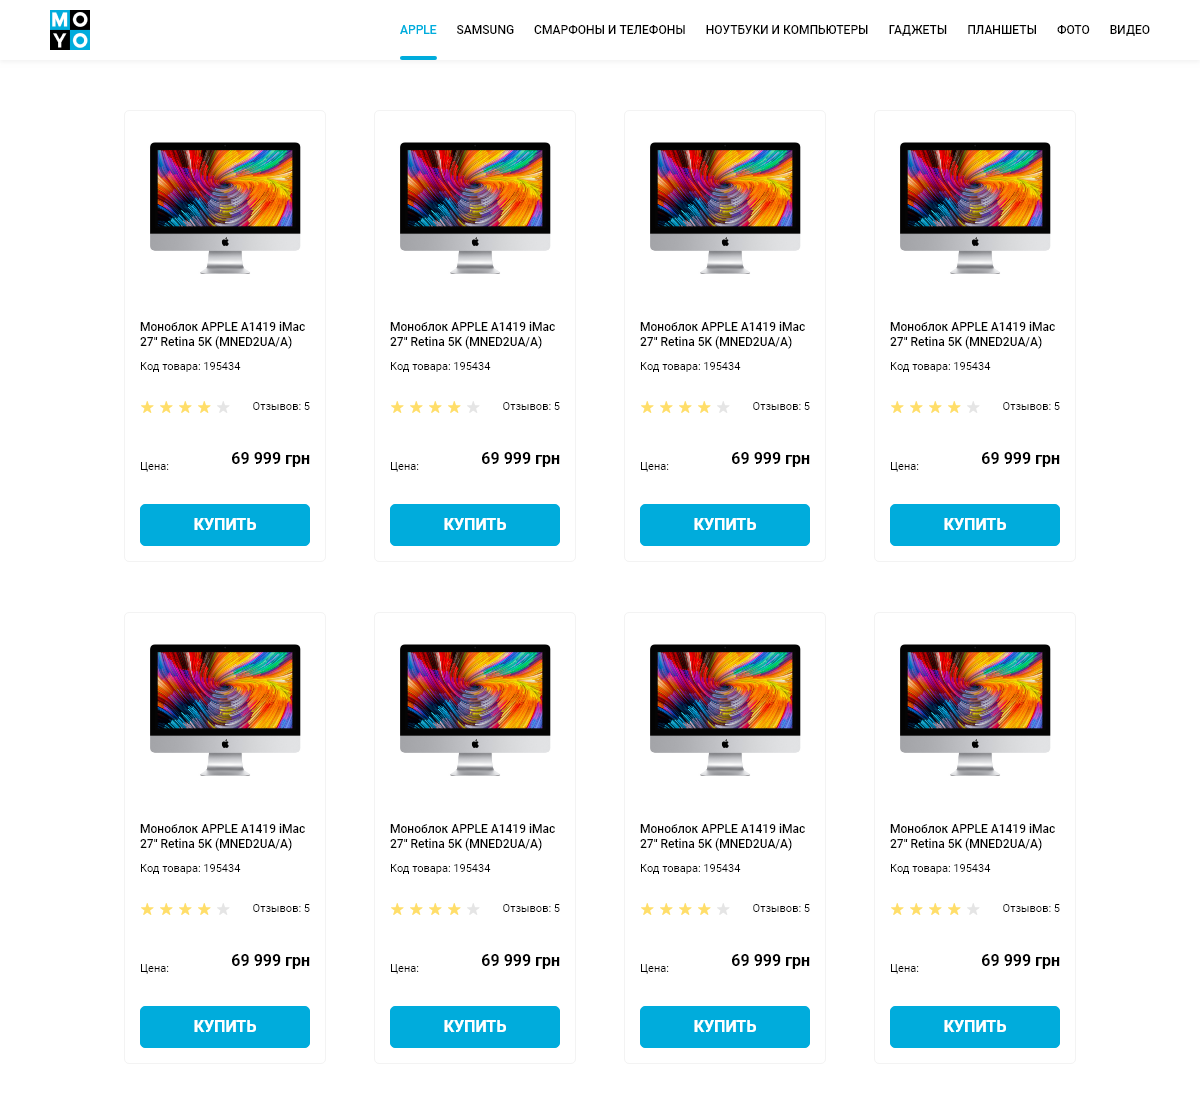 MO
YO
APPLE SAMSUNG СМАРФОНЫ И ТЕЛЕФОНЫ НОУТБУКИ И КОМПЬЮТЕРЫ ГАДЖЕТЫ ПЛАНШЕТЫ ФОТО ВИДЕО
Моноблок APPLE A1419 iMac
27" Retina 5K (MNED2UA/A)
Код товара: 195434
Отзывов: 5
Цена: 69 999 грн
КУПИТЬ
Моноблок APPLE A1419 iMac
27" Retina 5K (MNED2UA/A)
Код товара: 195434
Отзывов: 5
Цена: 69 999 грн
КУПИТЬ
Моноблок APPLE A1419 iMac
27" Retina 5K (MNED2UA/A)
Код товара: 195434
Отзывов: 5
Цена: 69 999 грн
КУПИТЬ
Моноблок APPLE A1419 iMac
27" Retina 5K (MNED2UA/A)
Код товара: 195434
Отзывов: 5
Цена: 69 999 грн
КУПИТЬ
Моноблок APPLE A1419 iMac
27" Retina 5K (MNED2UA/A)
Код товара: 195434
Отзывов: 5
Цена: 69 999 грн
КУПИТЬ
Моноблок APPLE A1419 iMac
27" Retina 5K (MNED2UA/A)
Код товара: 195434
Отзывов: 5
Цена: 69 999 грн
КУПИТЬ
Моноблок APPLE A1419 iMac
27" Retina 5K (MNED2UA/A)
Код товара: 195434
Отзывов: 5
Цена: 69 999 грн
КУПИТЬ
Моноблок APPLE A1419 iMac
27" Retina 5K (MNED2UA/A)
Код товара: 195434
Отзывов: 5
Цена: 69 999 грн
КУПИТЬ